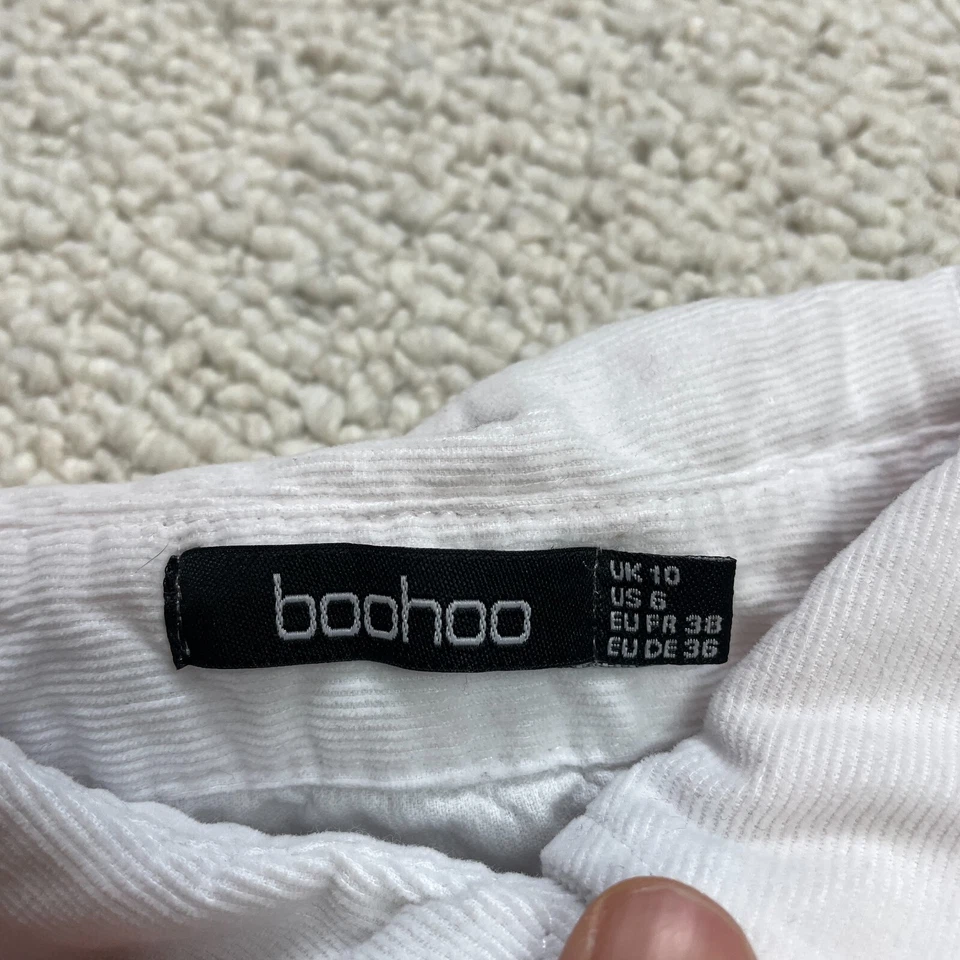 boohoo
UK 10
US 6
EU FR 38
EU DE 36